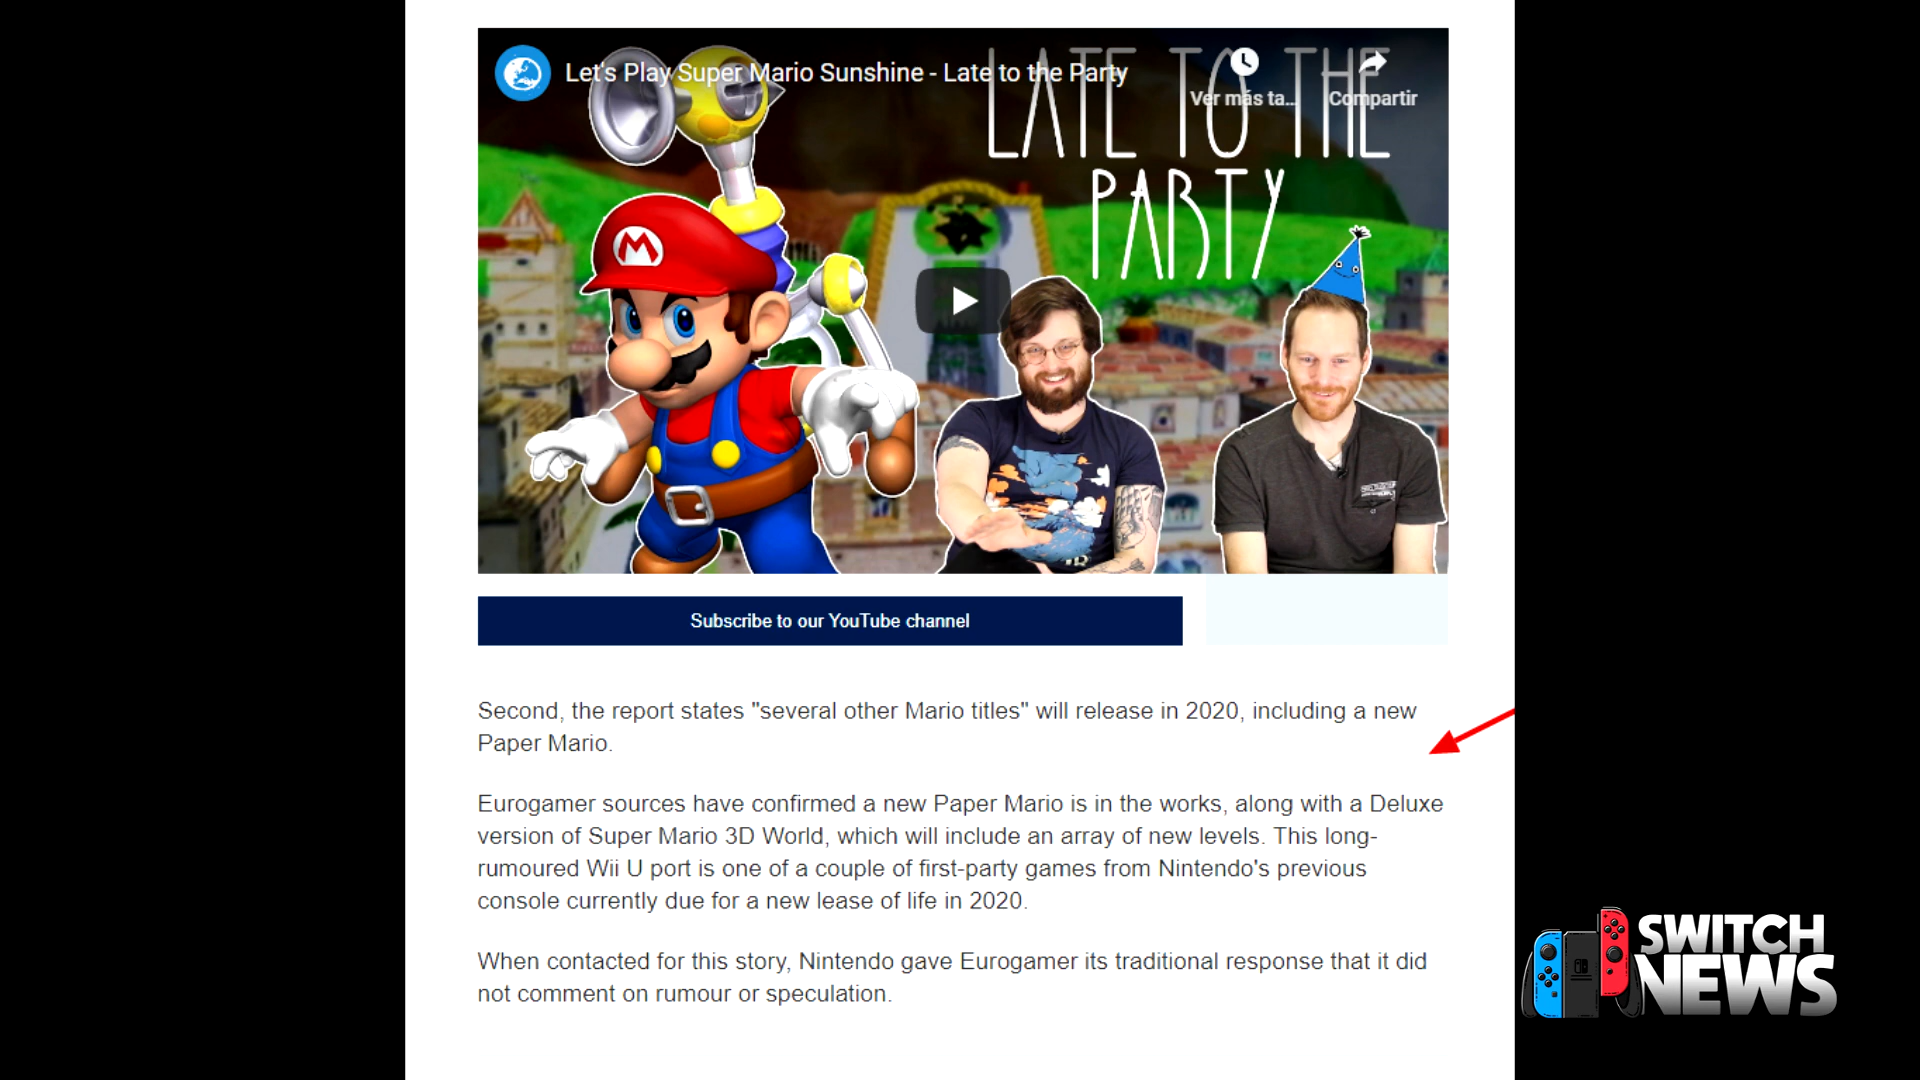 Let's Play Super Mario Sunshine - Late to the Party
LATE TO THE
PARTY
Ver más ta...
Compartir
M
Subscribe to our YouTube channel
Second, the report states "several other Mario titles" will release in 2020, including a new
Paper Mario.
Eurogamer sources have confirmed a new Paper Mario is in the works, along with a Deluxe
version of Super Mario 3D World, which will include an array of new levels. This long-
rumoured Wii U port is one of a couple of first-party games from Nintendo's previous
console currently due for a new lease of life in 2020.
When contacted for this story, Nintendo gave Eurogamer its traditional response that it did
not comment on rumour or speculation.
SWITCH
NEWS